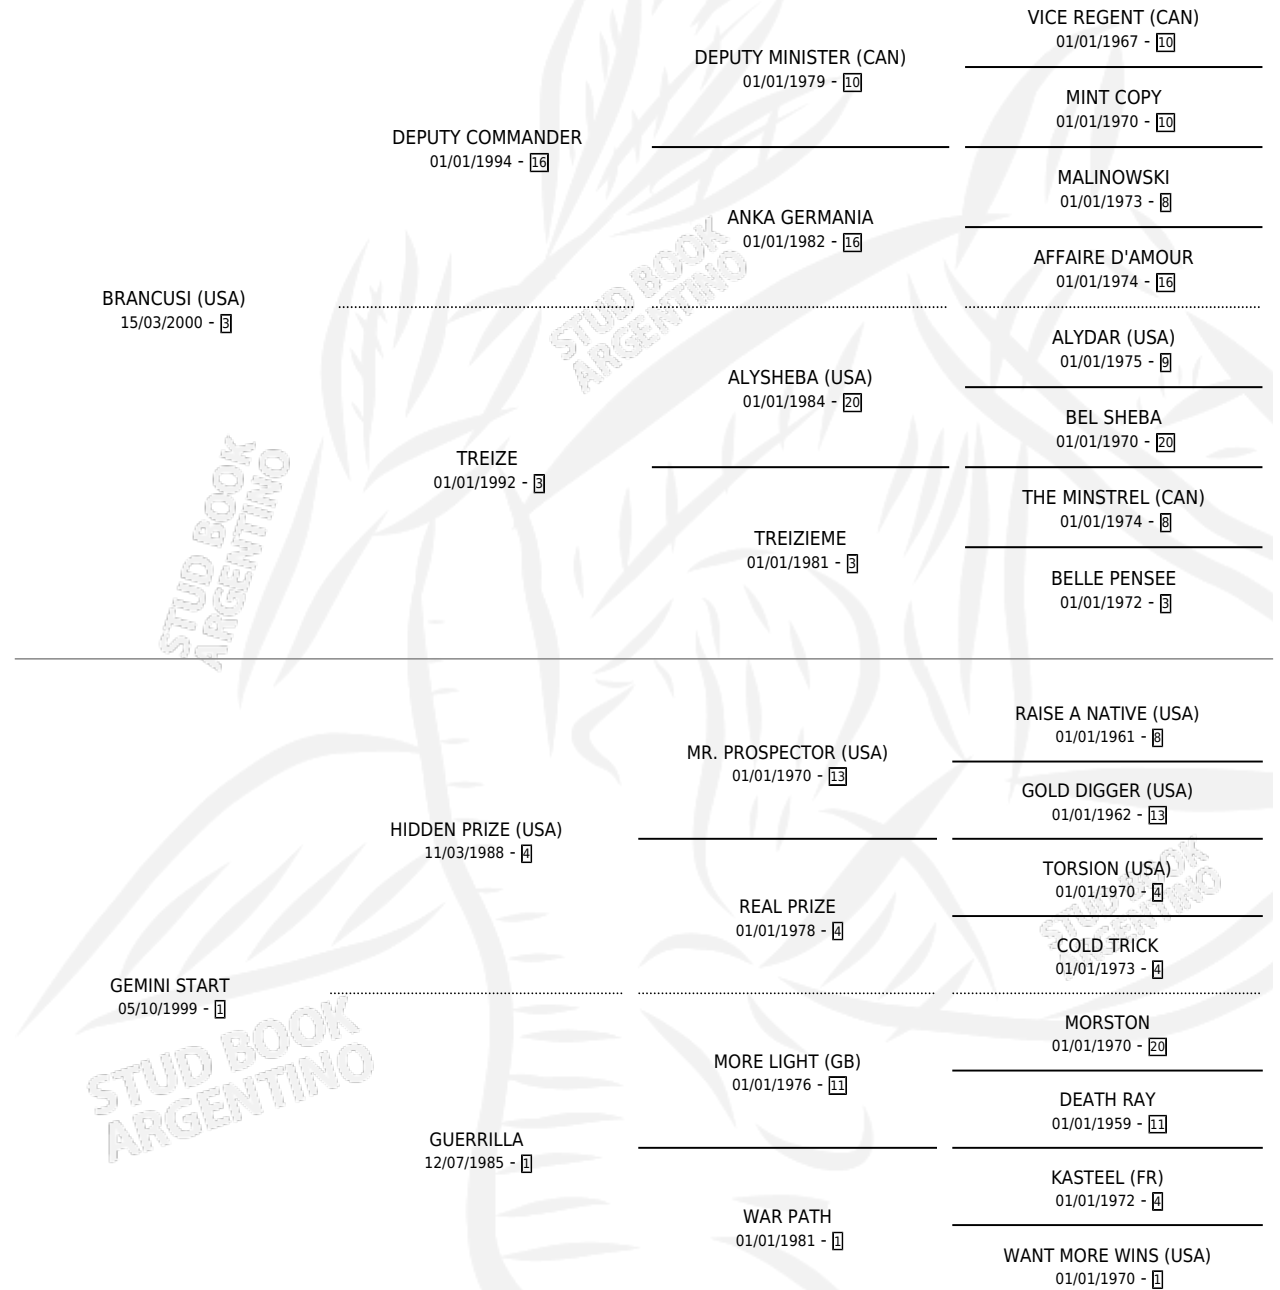 VICE REGENT (CAN)
01/01/1967 - 10
DEPUTY MINISTER (CAN)
01/01/1979 - 10
MINT COPY
01/01/1970 - 10
DEPUTY COMMANDER
01/01/1994 - 16
MALINOWSKI
01/01/1973 - 8
ANKA GERMANIA
01/01/1982 - 16
AFFAIRE D'AMOUR
01/01/1974 - 16
BRANCUSI (USA)
15/03/2000 - 3
ALYDAR (USA)
01/01/1975 - 9
ALYSHEBA (USA)
01/01/1984 - 20
BEL SHEBA
01/01/1970 - 20
TREIZE
01/01/1992 - 3
THE MINSTREL (CAN)
01/01/1974 - 8
TREIZIEME
01/01/1981 - 3
BELLE PENSEE
01/01/1972 - 3
RAISE A NATIVE (USA)
01/01/1961 - 8
MR. PROSPECTOR (USA)
01/01/1970 - 13
GOLD DIGGER (USA)
01/01/1962 - 13
HIDDEN PRIZE (USA)
11/03/1988 - 4
TORSION (USA)
01/01/1970 - 4
REAL PRIZE
01/01/1978 - 4
COLD TRICK
01/01/1973 - 4
GEMINI START
05/10/1999 - 1
MORSTON
01/01/1970 - 20
MORE LIGHT (GB)
01/01/1976 - 11
DEATH RAY
01/01/1959 - 11
GUERRILLA
12/07/1985 - 1
KASTEEL (FR)
01/01/1972 - 4
WAR PATH
01/01/1981 - 1
WANT MORE WINS (USA)
01/01/1970 - 1
STUD BOOK
ARGENTINO
STUD BOOK
ARGENTINO
STUD BOOK
ARGENTINO
STUD BOOK
ARGENTINO